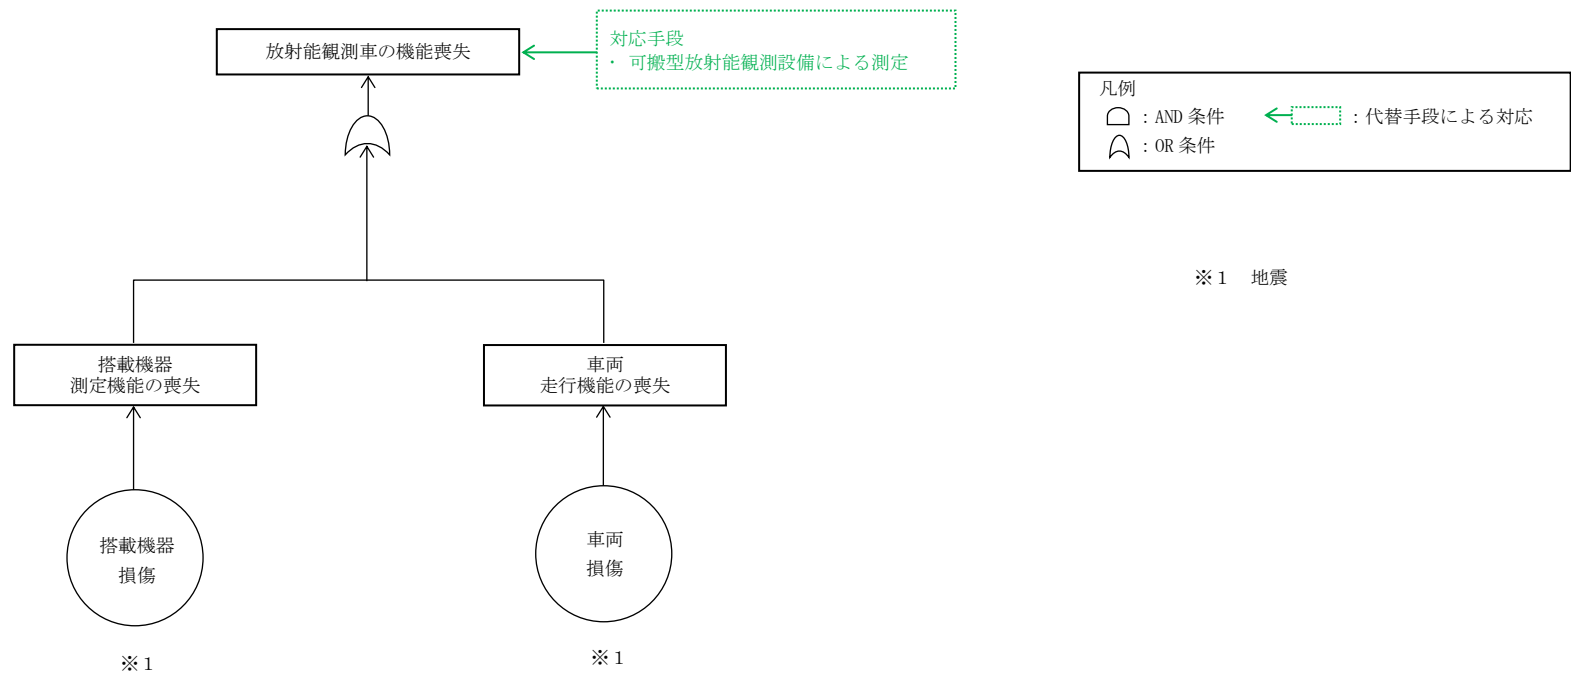 放射能観測車の機能喪失
対応手段
・ 可搬型放射能観測設備による測定
凡例
：AND 条件
：代替手段による対応
：OR 条件
※１　地震
搭載機器
測定機能の喪失
車両
走行機能の喪失
搭載機器
損傷
車両
損傷
※１
※１